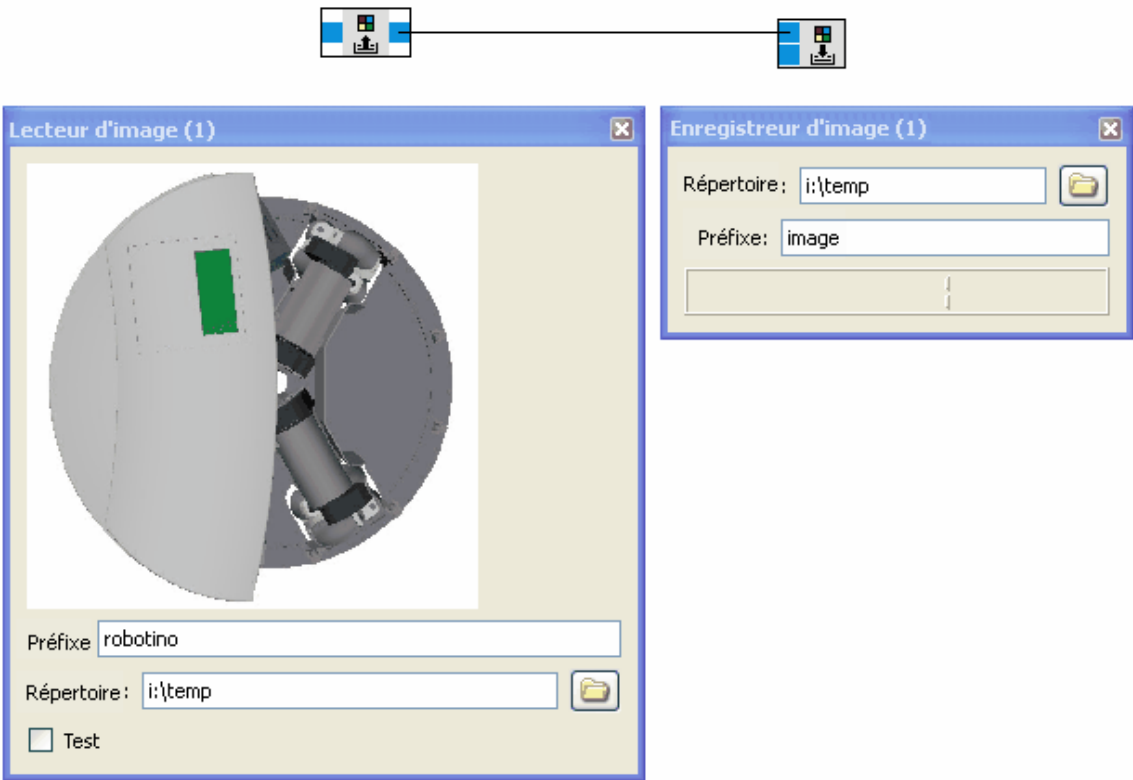 Lecteur d'image (1)
Préfixe robotino
Répertoire: i:\temp
Test
Enregistreur d'image (1)
Répertoire: i:\temp
Préfixe: image